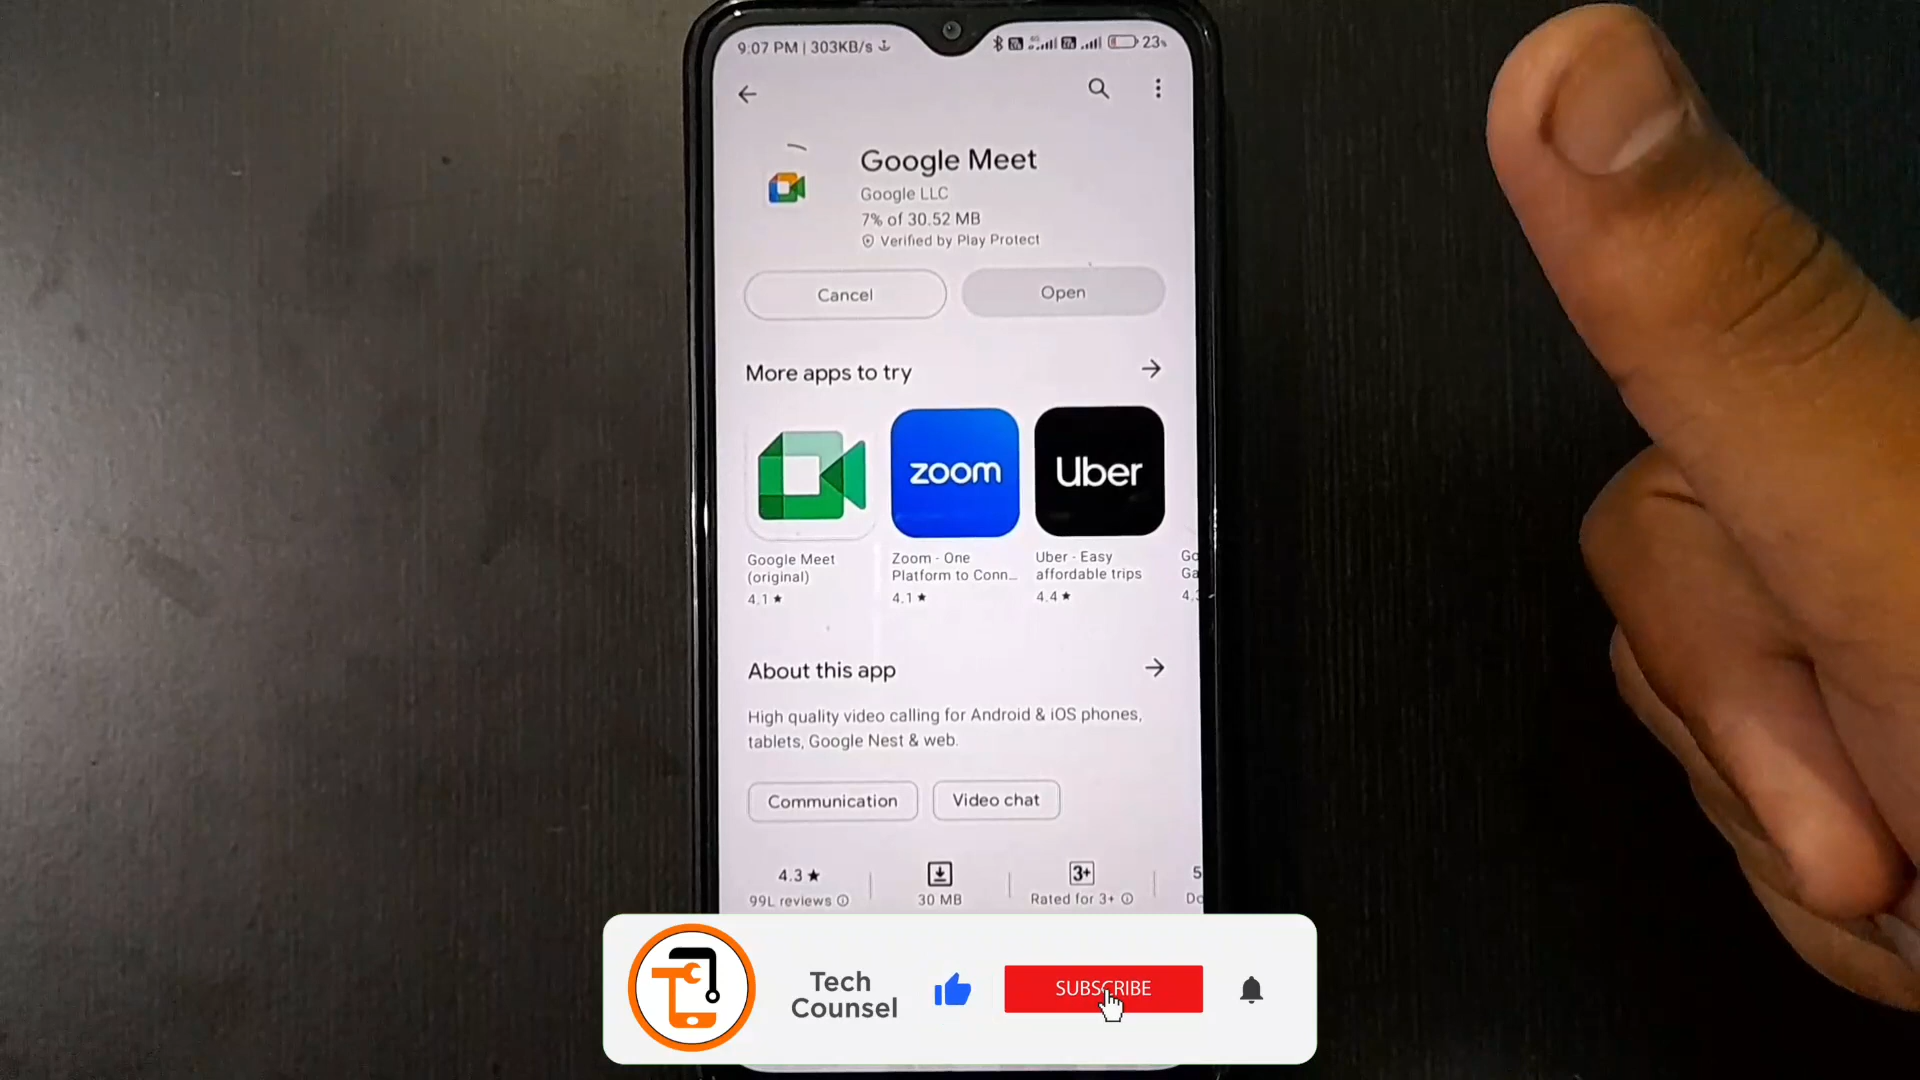 9:07 PM | 303KB/s
23%
Google Meet
Google LLC
7% of 30.52 MB
Verified by Play Protect
Cancel
Open
More apps to try
zoom
Uber
Google Meet
(original)
4.1 ★
Zoom - One
Platform to Conn...
4.1 ★
Uber - Easy
affordable trips
4.4 ★
Ga
4.
About this app
High quality video calling for Android & iOS phones,
tablets, Google Nest & web.
Communication
Video chat
4.3 ★
99L reviews
30 MB
3+
Rated for 3+
5
Tech
Counsel
SUBSCRIBE